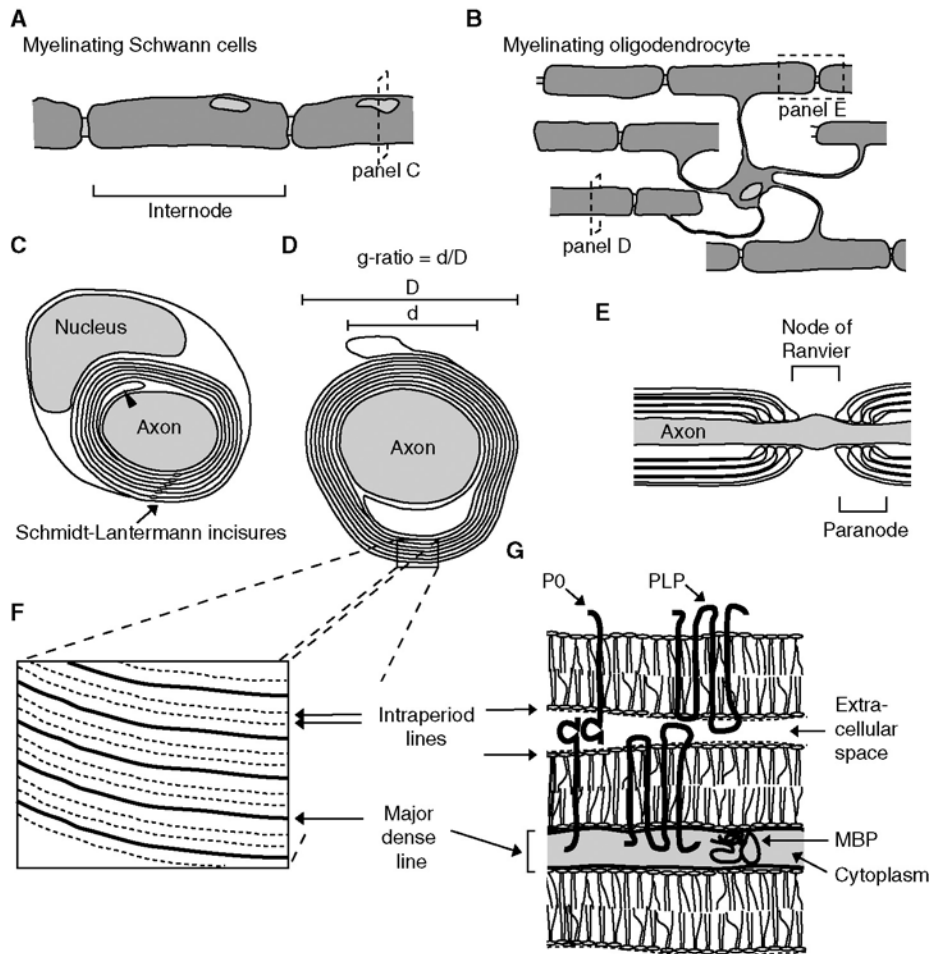 A
Myelinating Schwann cells
panel C
Internode
B
Myelinating oligodendrocyte
panel E
panel D
C
Nucleus
Axon
Schmidt-Lantermann incisures
D
g-ratio = d/D
D
d
Axon
E
Node of
Ranvier
Axon
Paranode
F
Intraperiod
lines
Major
dense
line
G
P0
PLP
Extra-
cellular
space
MBP
Cytoplasm